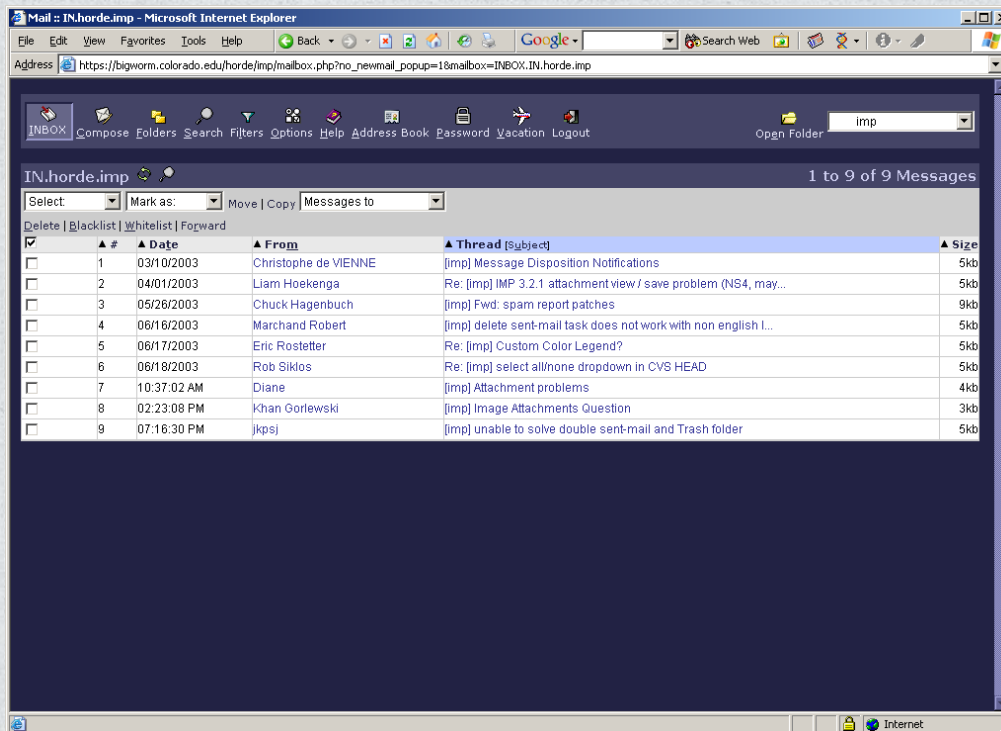 Mail :: IN.horde.imp - Microsoft Internet Explorer
File Edit View Favorites Tools Help Back Google Search Web
Address https://bigworm.colorado.edu/horde/imp/mailbox.php?no_newmail_popup=1&mailbox=INBOX.IN.horde.imp
INBOX Compose Folders Search Filters Options Help Address Book Password Vacation Logout Open Folder imp
IN.horde.imp 1 to 9 of 9 Messages
Select: Mark as: Move | Copy Messages to
Delete | Blacklist | Whitelist | Forward
# Date From Thread [Subject] Size
1 03/10/2003 Christophe de VIENNE [imp] Message Disposition Notifications 5kb
2 04/01/2003 Liam Hoekenga Re: [imp] IMP 3.2.1 attachment view / save problem (NS4, may... 5kb
3 05/26/2003 Chuck Hagenbuch [imp] Fwd: spam report patches 9kb
4 06/16/2003 Marchand Robert [imp] delete sent-mail task does not work with non english l... 5kb
5 06/17/2003 Eric Rostetter Re: [imp] Custom Color Legend? 5kb
6 06/18/2003 Rob Siklos Re: [imp] select all/none dropdown in CVS HEAD 5kb
7 10:37:02 AM Diane [imp] Attachment problems 4kb
8 02:23:08 PM Khan Gorlewski [imp] Image Attachments Question 3kb
9 07:16:30 PM jkpsj [imp] unable to solve double sent-mail and Trash folder 5kb
Internet